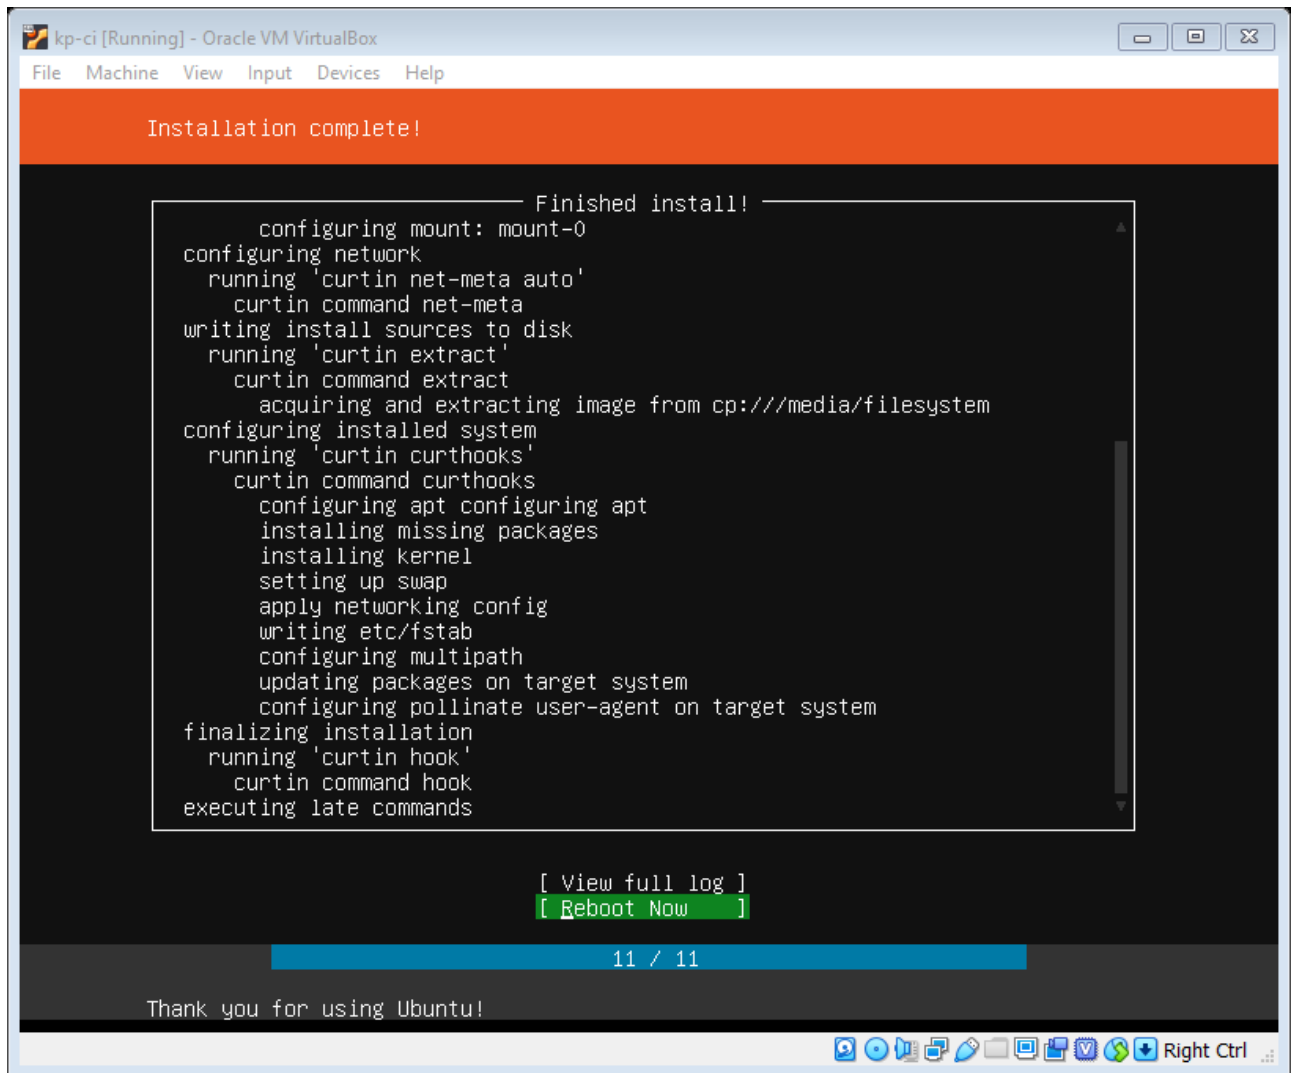 kp-ci [Running] - Oracle VM VirtualBox
File Machine View Input Devices Help
Installation complete!
Finished install!
configuring mount: mount-0
configuring network
running 'curtin net-meta auto'
curtin command net-meta
writing install sources to disk
running 'curtin extract'
curtin command extract
acquiring and extracting image from cp:///media/filesystem
configuring installed system
running 'curtin curthooks'
curtin command curthooks
configuring apt configuring apt
installing missing packages
installing kernel
setting up swap
apply networking config
writing etc/fstab
configuring multipath
updating packages on target system
configuring pollinate user-agent on target system
finalizing installation
running 'curtin hook'
curtin command hook
executing late commands
[ View full log ]
[ Reboot Now ]
11 / 11
Thank you for using Ubuntu!
Right Ctrl